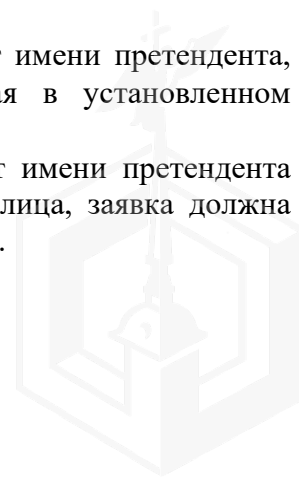 имени претендента,
в установленном
имени претендента
лица, заявка должна
.